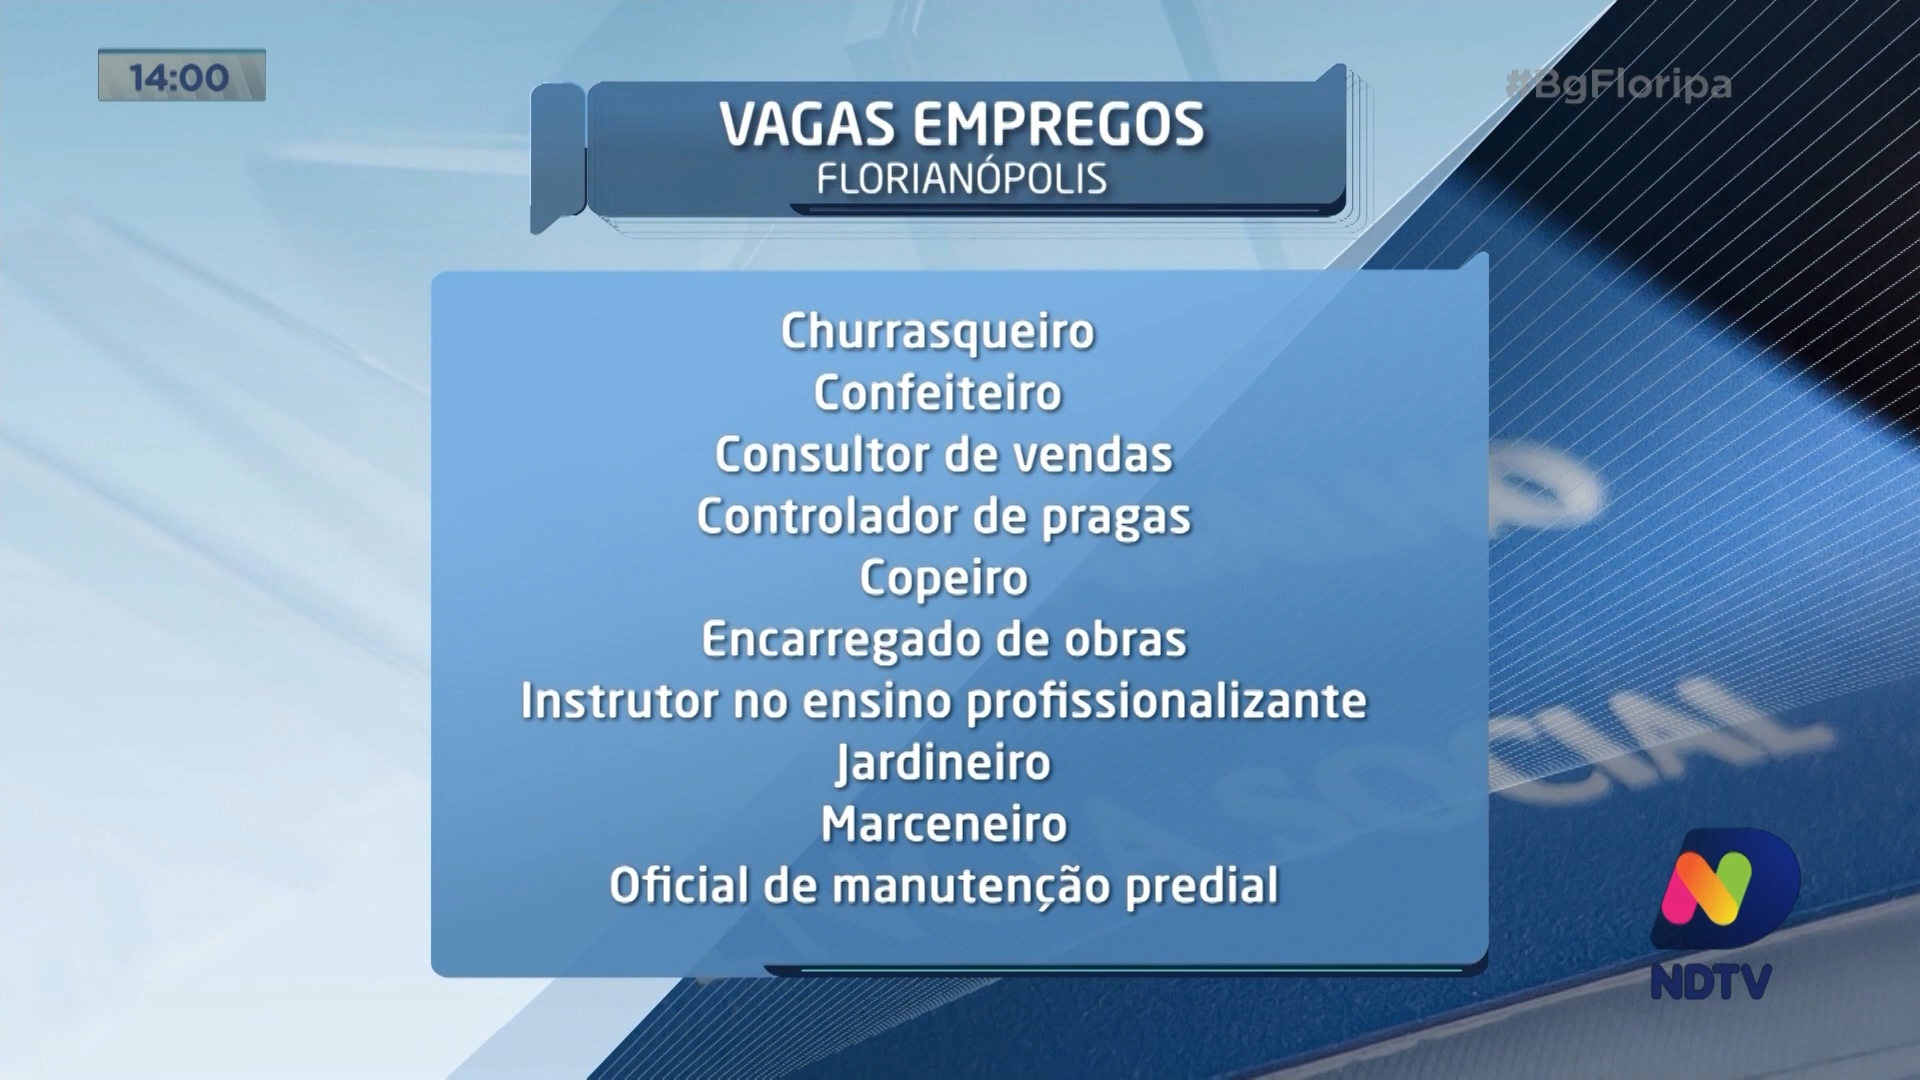 14:00
#BgFloripa
VAGAS EMPREGOS
FLORIANÓPOLIS
Churrasqueiro
Confeiteiro
Consultor de vendas
Controlador de pragas
Copeiro
Encarregado de obras
Instrutor no ensino profissionalizante
Jardineiro
Marceneiro
Oficial de manutenção predial
SOCIAL
NDTV